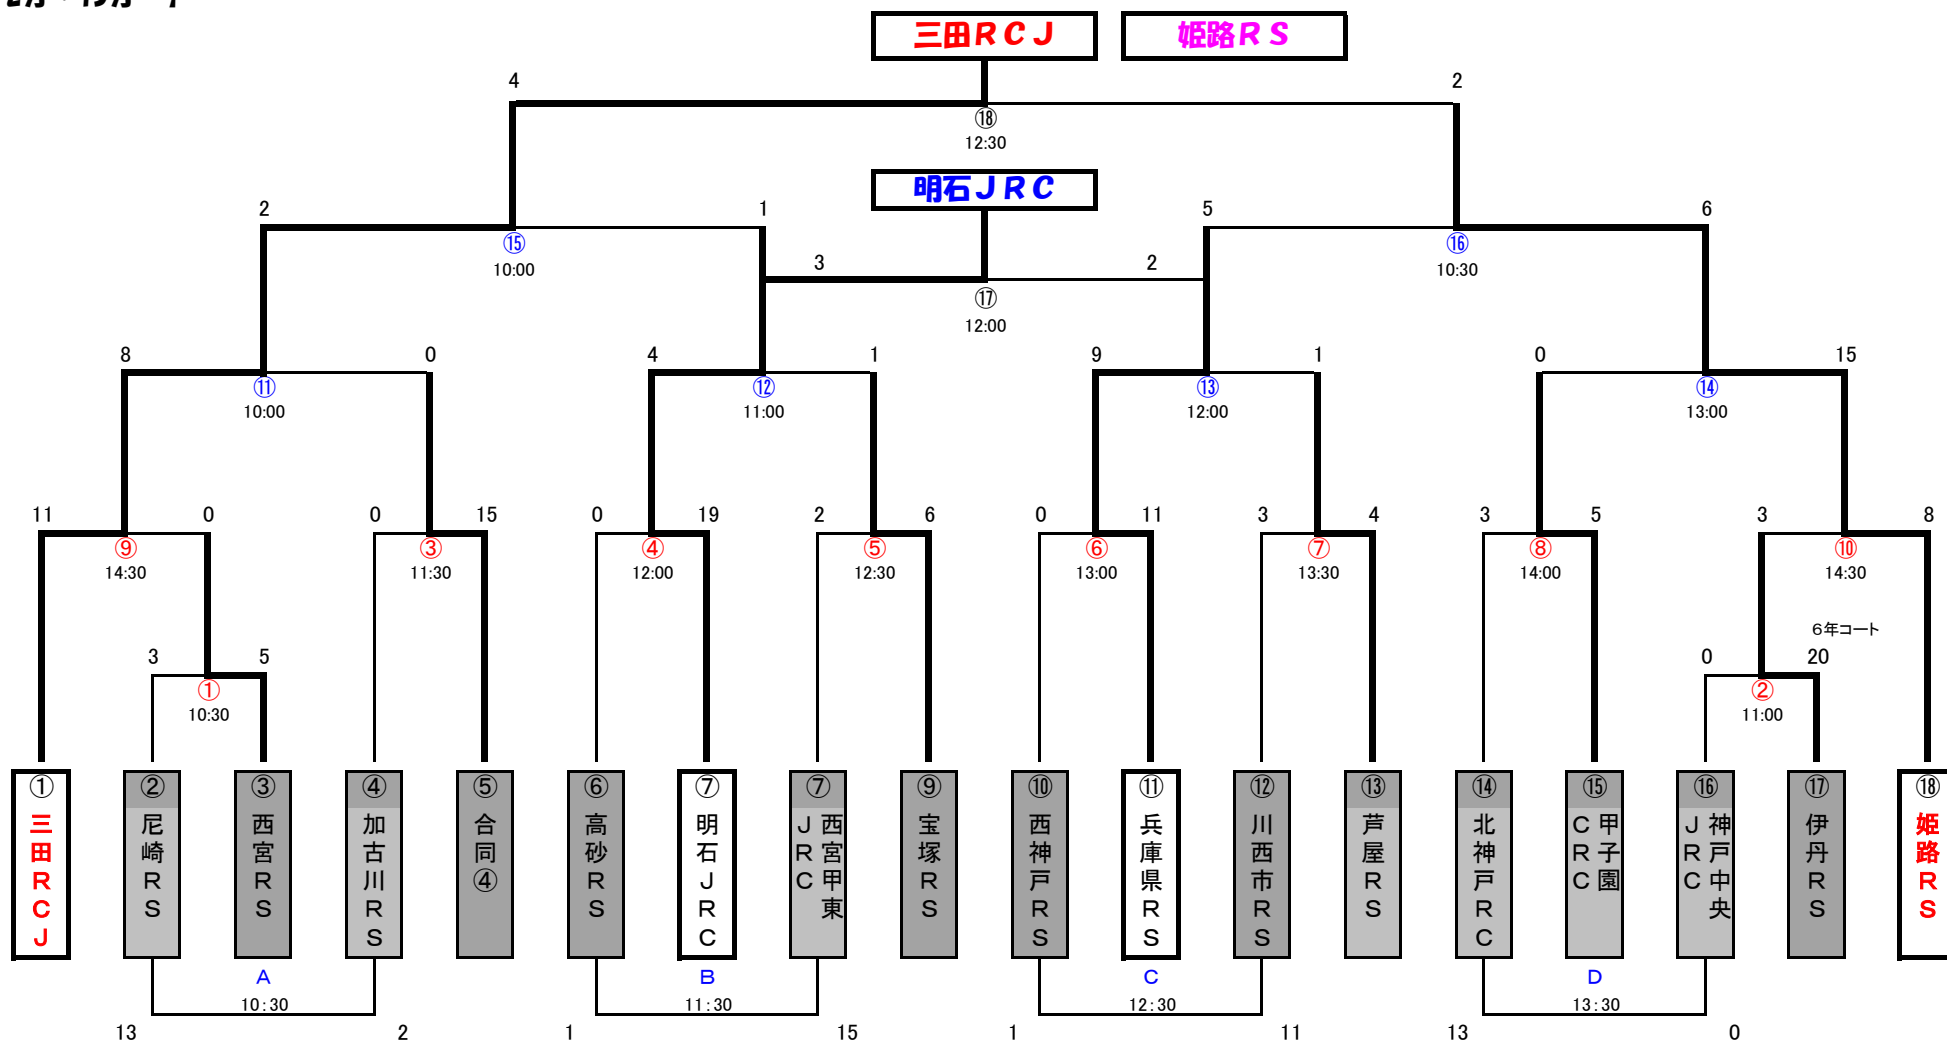 三田ＲＣＪ 姫路ＲＳ
4 2
⑱
12:30
明石ＪＲＣ
2 1 5 6
⑮ ⑯
10:00 10:30
3 2
⑰
12:00
8 0 4 1 9 1 0 15
⑪ ⑫ ⑬ ⑭
10:00 11:00 12:00 13:00
11 0 0 15 0 19 2 6 0 11 3 4 3 5 3 8
⑨ ③ ④ ⑤ ⑥ ⑦ ⑧ ⑩
14:30 11:30 12:00 12:30 13:00 13:30 14:00 14:30
６年コート
3 5 0 20
① ②
10:30 11:00
① 三田ＲＣＪ
② 尼崎ＲＳ
③ 西宮ＲＳ
④ 加古川ＲＳ
⑤ 合同④
⑥ 高砂ＲＳ
⑦ 明石ＪＲＣ
⑦ 西宮甲東ＪＲＣ
⑨ 宝塚ＲＳ
⑩ 西神戸ＲＳ
⑪ 兵庫県ＲＳ
⑫ 川西市ＲＳ
⑬ 芦屋ＲＳ
⑭ 北神戸ＲＣ
⑮ 甲子園ＣＲＣ
⑯ 神戸中央ＪＲＣ
⑰ 伊丹ＲＳ
⑱ 姫路ＲＳ
Ａ Ｂ Ｃ Ｄ
10:30 11:30 12:30 13:30
13 2 1 15 1 11 13 0